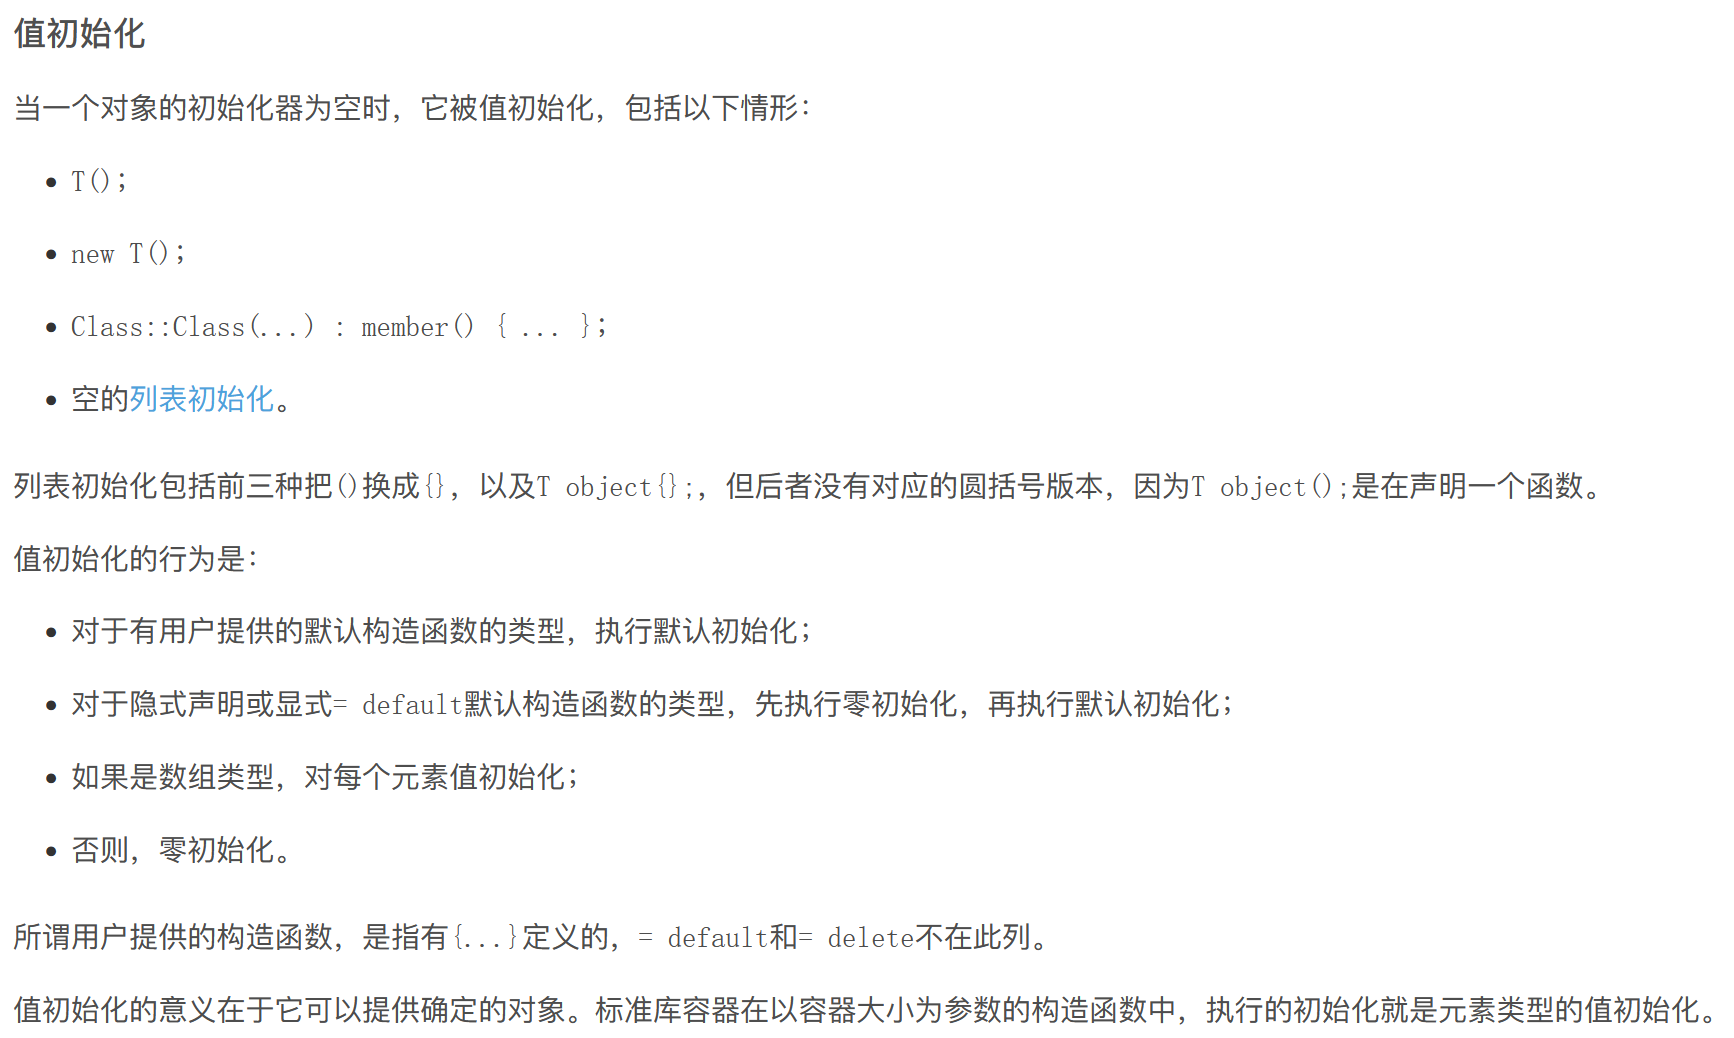 值初始化
当一个对象的初始化器为空时，它被值初始化，包括以下情形：
• T()；
• new T()；
• Class::Class(...) : member() { ... }；
• 空的列表初始化。
列表初始化包括前三种把()换成{}，以及T object{};，但后者没有对应的圆括号版本，因为T object();是在声明一个函数。
值初始化的行为是：
• 对于有用户提供的默认构造函数的类型，执行默认初始化；
• 对于隐式声明或显式= default默认构造函数的类型，先执行零初始化，再执行默认初始化；
• 如果是数组类型，对每个元素值初始化；
• 否则，零初始化。
所谓用户提供的构造函数，是指有{...}定义的，= default和= delete不在此列。
值初始化的意义在于它可以提供确定的对象。标准库容器在以容器大小为参数的构造函数中，执行的初始化就是元素类型的值初始化。